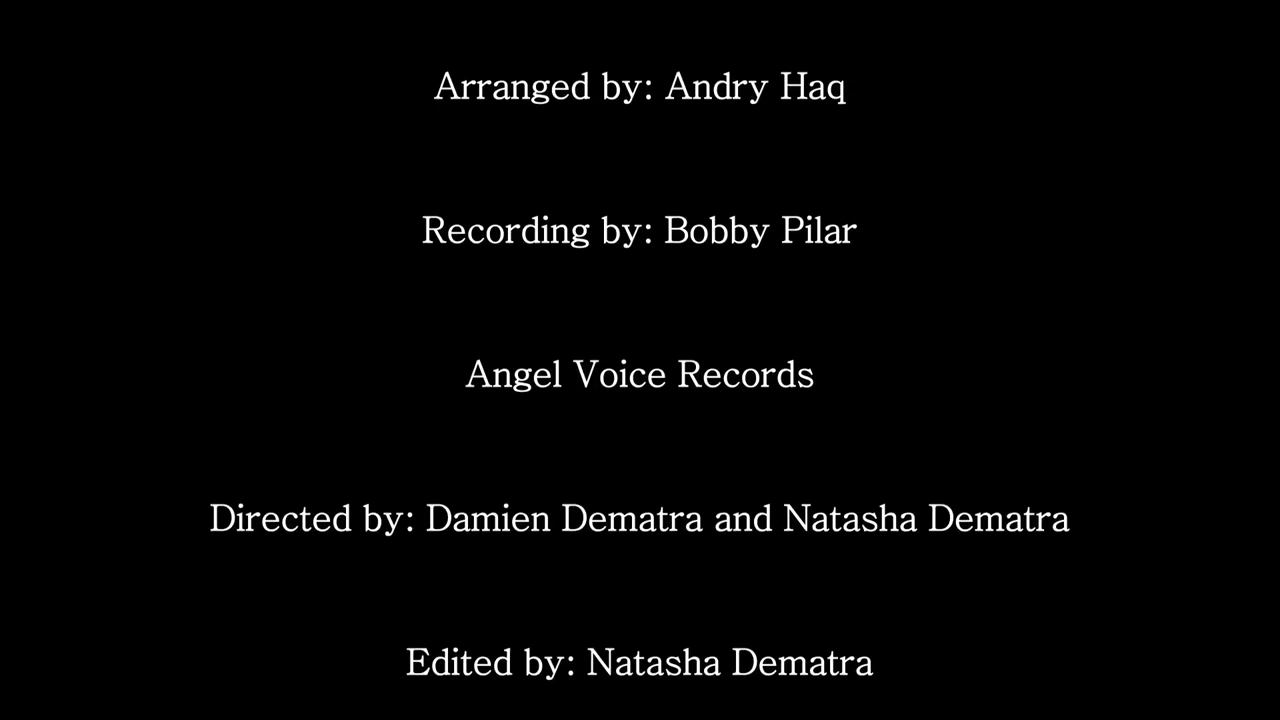 Arranged by: Andry Haq
Recording by: Bobby Pilar
Angel Voice Records
Directed by: Damien Dematra and Natasha Dematra
Edited by: Natasha Dematra